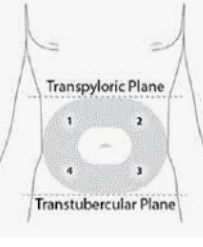 Transpyloric Plane
1 2
4 3
Transtubercular Plane